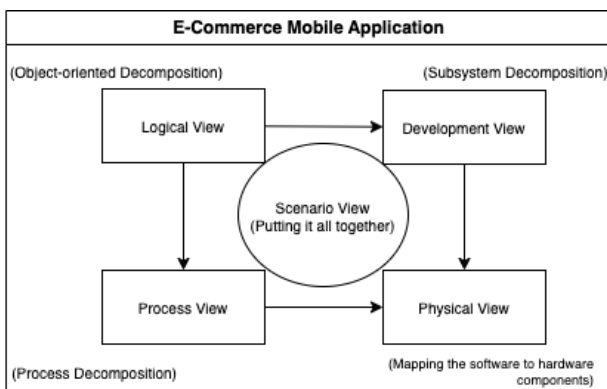 E-Commerce Mobile Application
(Object-oriented Decomposition)
(Subsystem Decomposition)
Logical View
Development View
Scenario View
(Putting it all together)
Process View
Physical View
(Process Decomposition)
(Mapping the software to hardware
components)